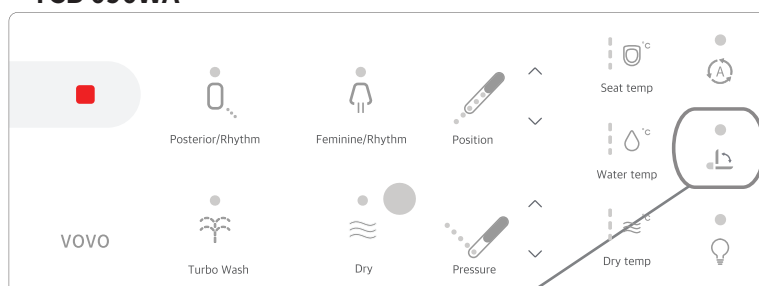 °C
A
Seat temp
Posterior/Rhythm
Feminine/Rhythm
Position
°C
Water temp
°C
VOVO
Turbo Wash
Dry
Pressure
Dry temp